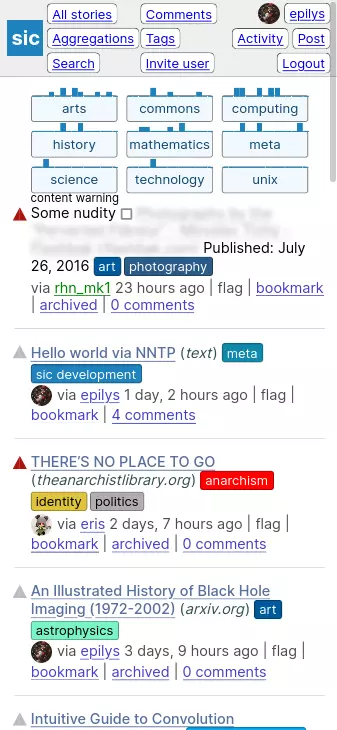 sic
All stories
Comments
epilys
Aggregations
Tags
Activity
Post
Search
Invite user
Logout
arts
commons
computing
history
mathematics
meta
science
technology
unix
content warning
Some nudity
Published: July
26, 2016 art photography
via rhn_mk1 23 hours ago | flag | bookmark
| archived | 0 comments
Hello world via NNTP (text) meta
sic development
via epilys 1 day, 2 hours ago | flag |
bookmark | 4 comments
THERE’S NO PLACE TO GO
(theanarchistlibrary.org) anarchism
identity politics
via eris 2 days, 7 hours ago | flag |
bookmark | archived | 0 comments
An Illustrated History of Black Hole
Imaging (1972-2002) (arxiv.org) art
astrophysics
via epilys 3 days, 9 hours ago | flag |
bookmark | archived | 0 comments
Intuitive Guide to Convolution